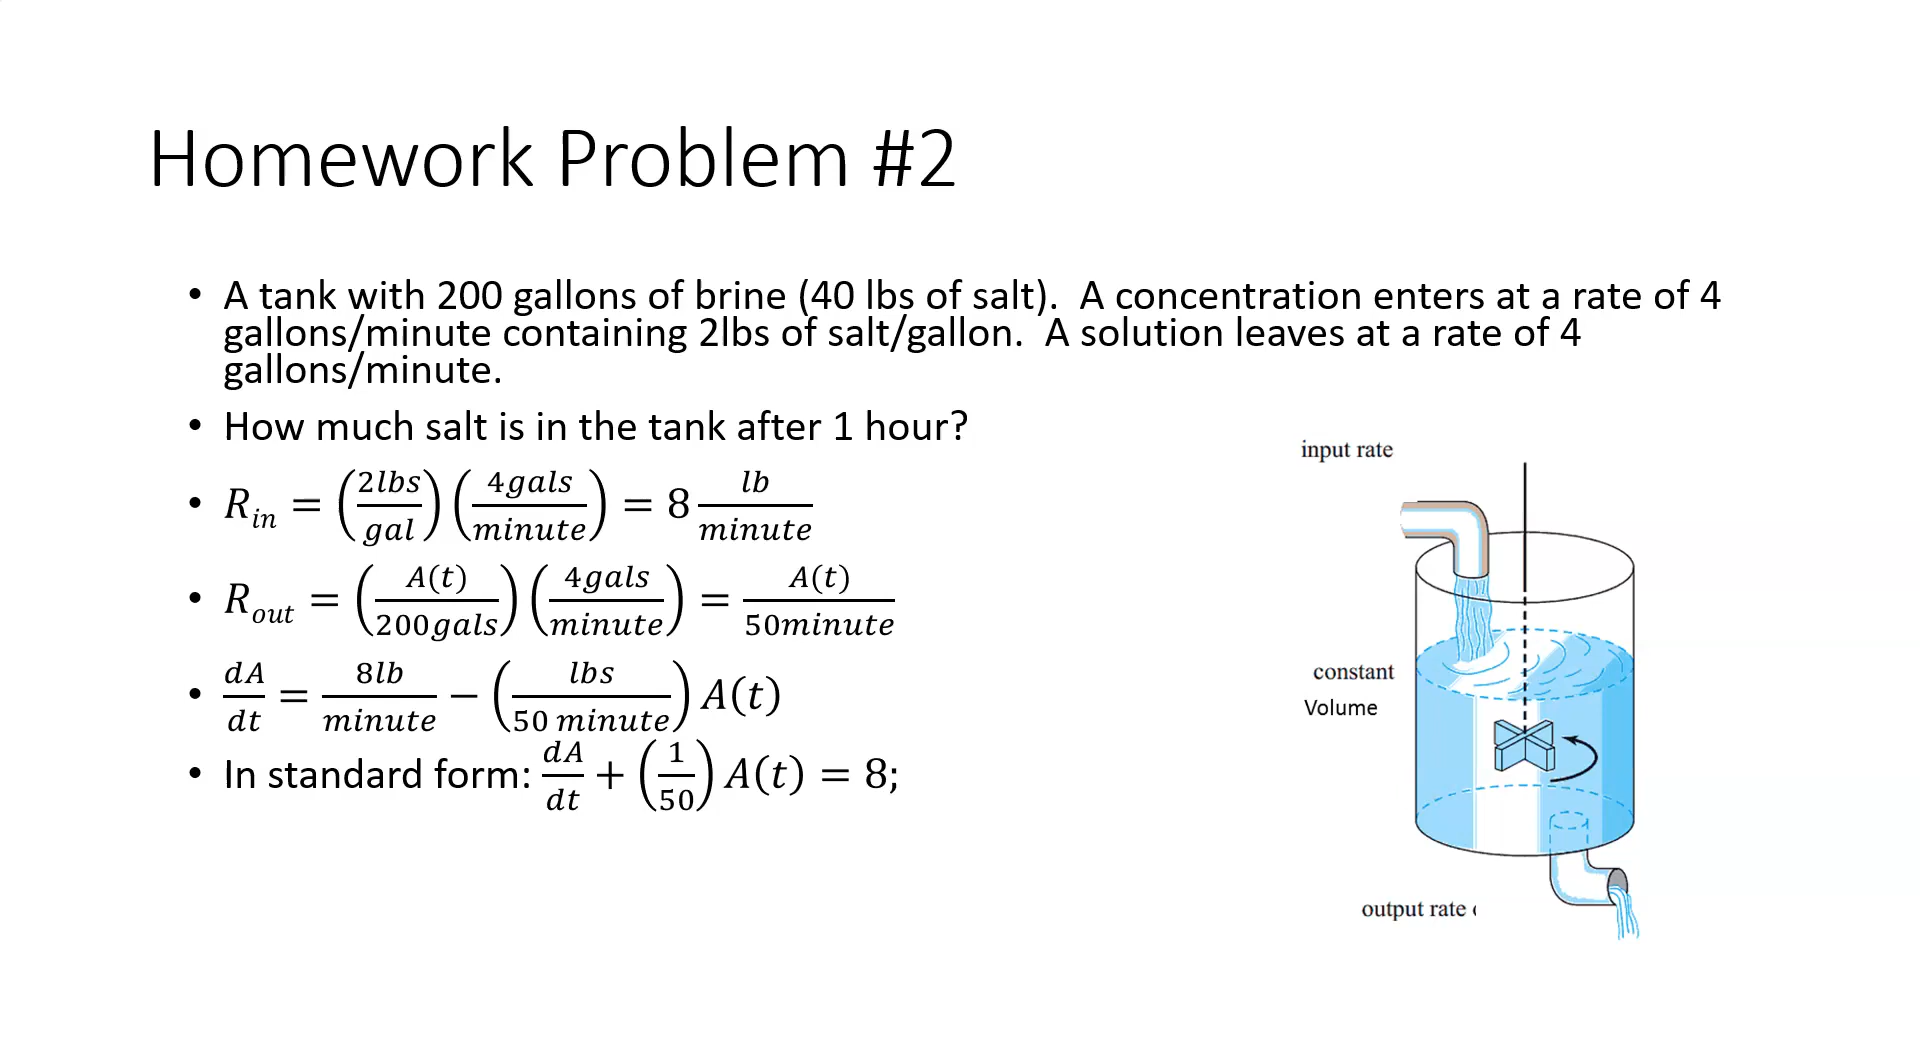 Homework Problem #2
• A tank with 200 gallons of brine (40 lbs of salt).  A concentration enters at a rate of 4
gallons/minute containing 2lbs of salt/gallon.  A solution leaves at a rate of 4
gallons/minute.
• How much salt is in the tank after 1 hour?
• R_in = (2lbs/gal)(4gals/minute) = 8 lb/minute
• R_out = (A(t)/200gals)(4gals/minute) = A(t)/50minute
• dA/dt = 8lb/minute − (lbs/50 minute) A(t)
• In standard form: dA/dt + (1/50) A(t) = 8;
input rate
constant
Volume
output rate